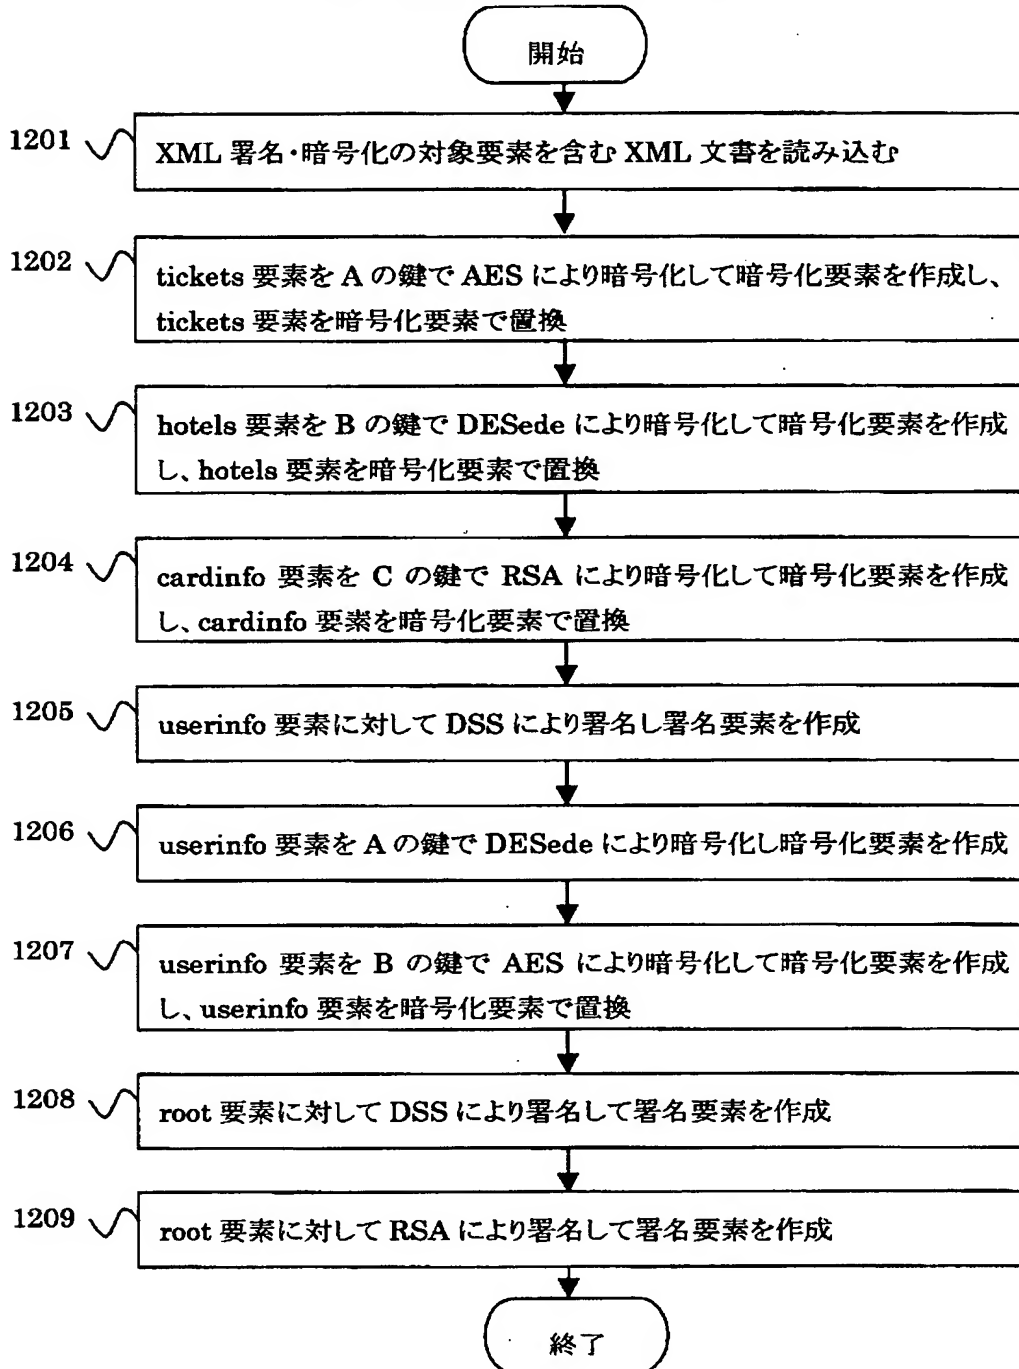 開始
1201
XML 署名・暗号化の対象要素を含む XML 文書を読み込む
1202
tickets 要素を A の鍵で AES により暗号化して暗号化要素を作成し、
tickets 要素を暗号化要素で置換
1203
hotels 要素を B の鍵で DESede により暗号化して暗号化要素を作成
し、hotels 要素を暗号化要素で置換
1204
cardinfo 要素を C の鍵で RSA により暗号化して暗号化要素を作成
し、cardinfo 要素を暗号化要素で置換
1205
userinfo 要素に対して DSS により署名し署名要素を作成
1206
userinfo 要素を A の鍵で DESede により暗号化し暗号化要素を作成
1207
userinfo 要素を B の鍵で AES により暗号化して暗号化要素を作成
し、userinfo 要素を暗号化要素で置換
1208
root 要素に対して DSS により署名して署名要素を作成
1209
root 要素に対して RSA により署名して署名要素を作成
終了